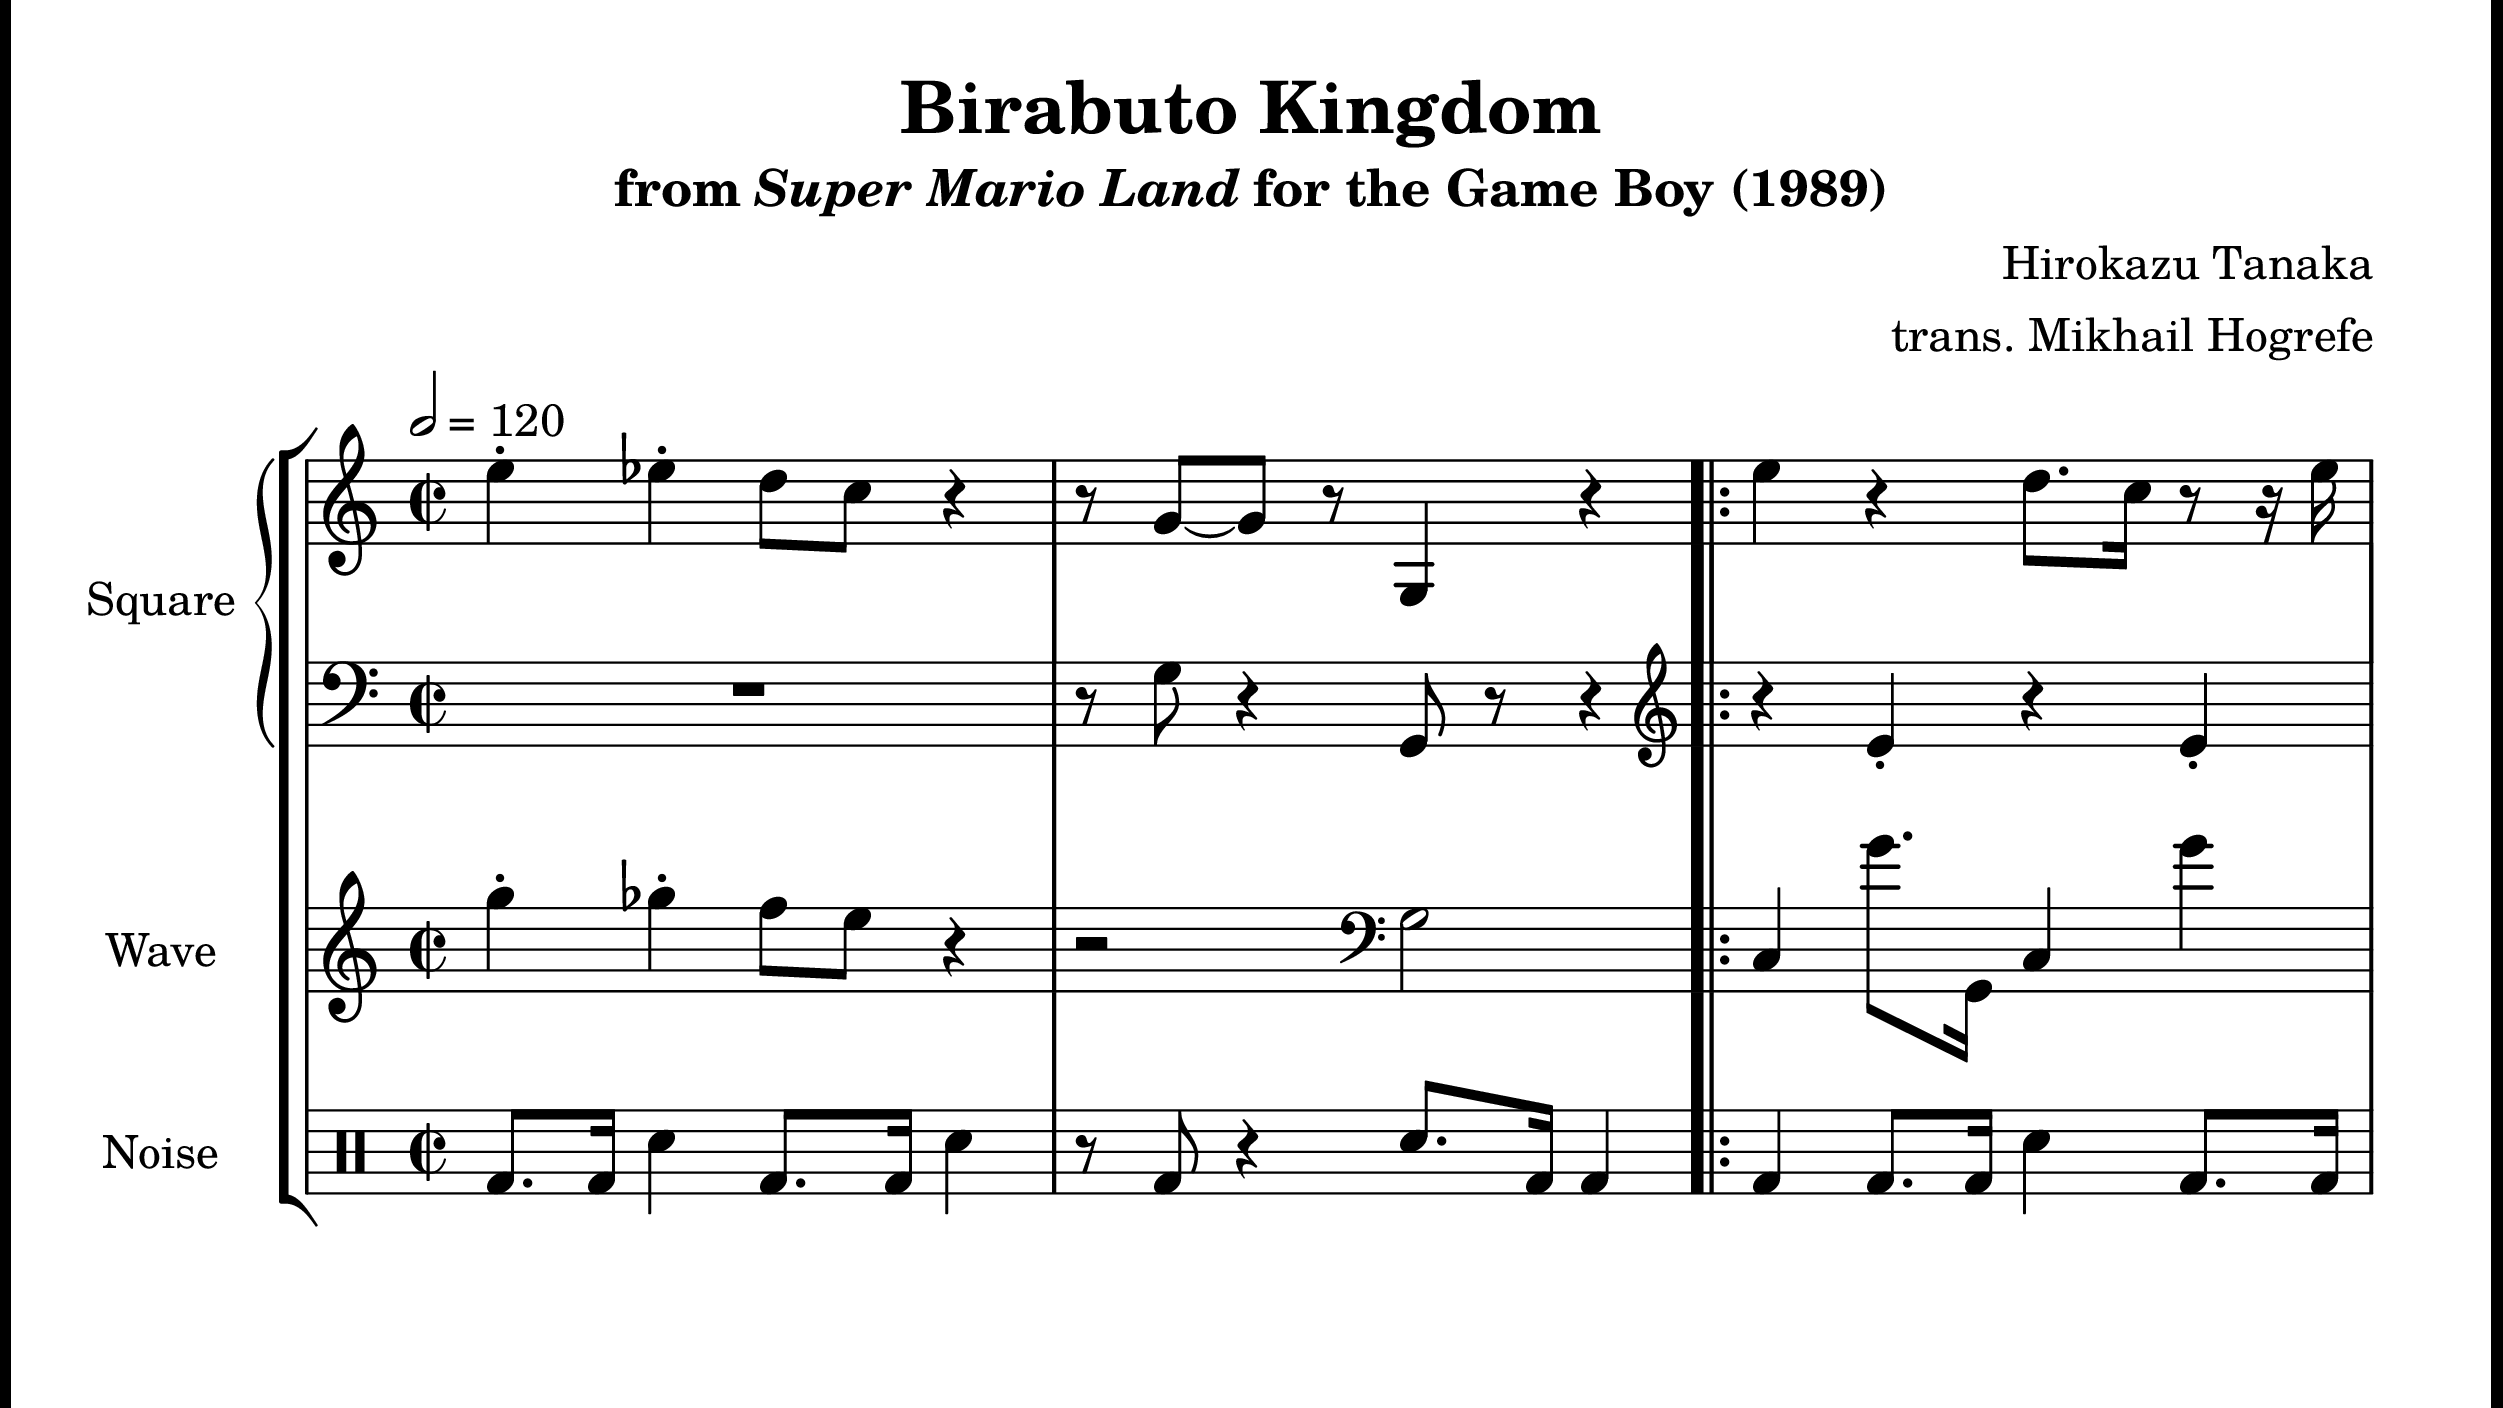 Birabuto Kingdom
from Super Mario Land for the Game Boy (1989)
Hirokazu Tanaka
trans. Mikhail Hogrefe
= 120
Square
Wave
Noise